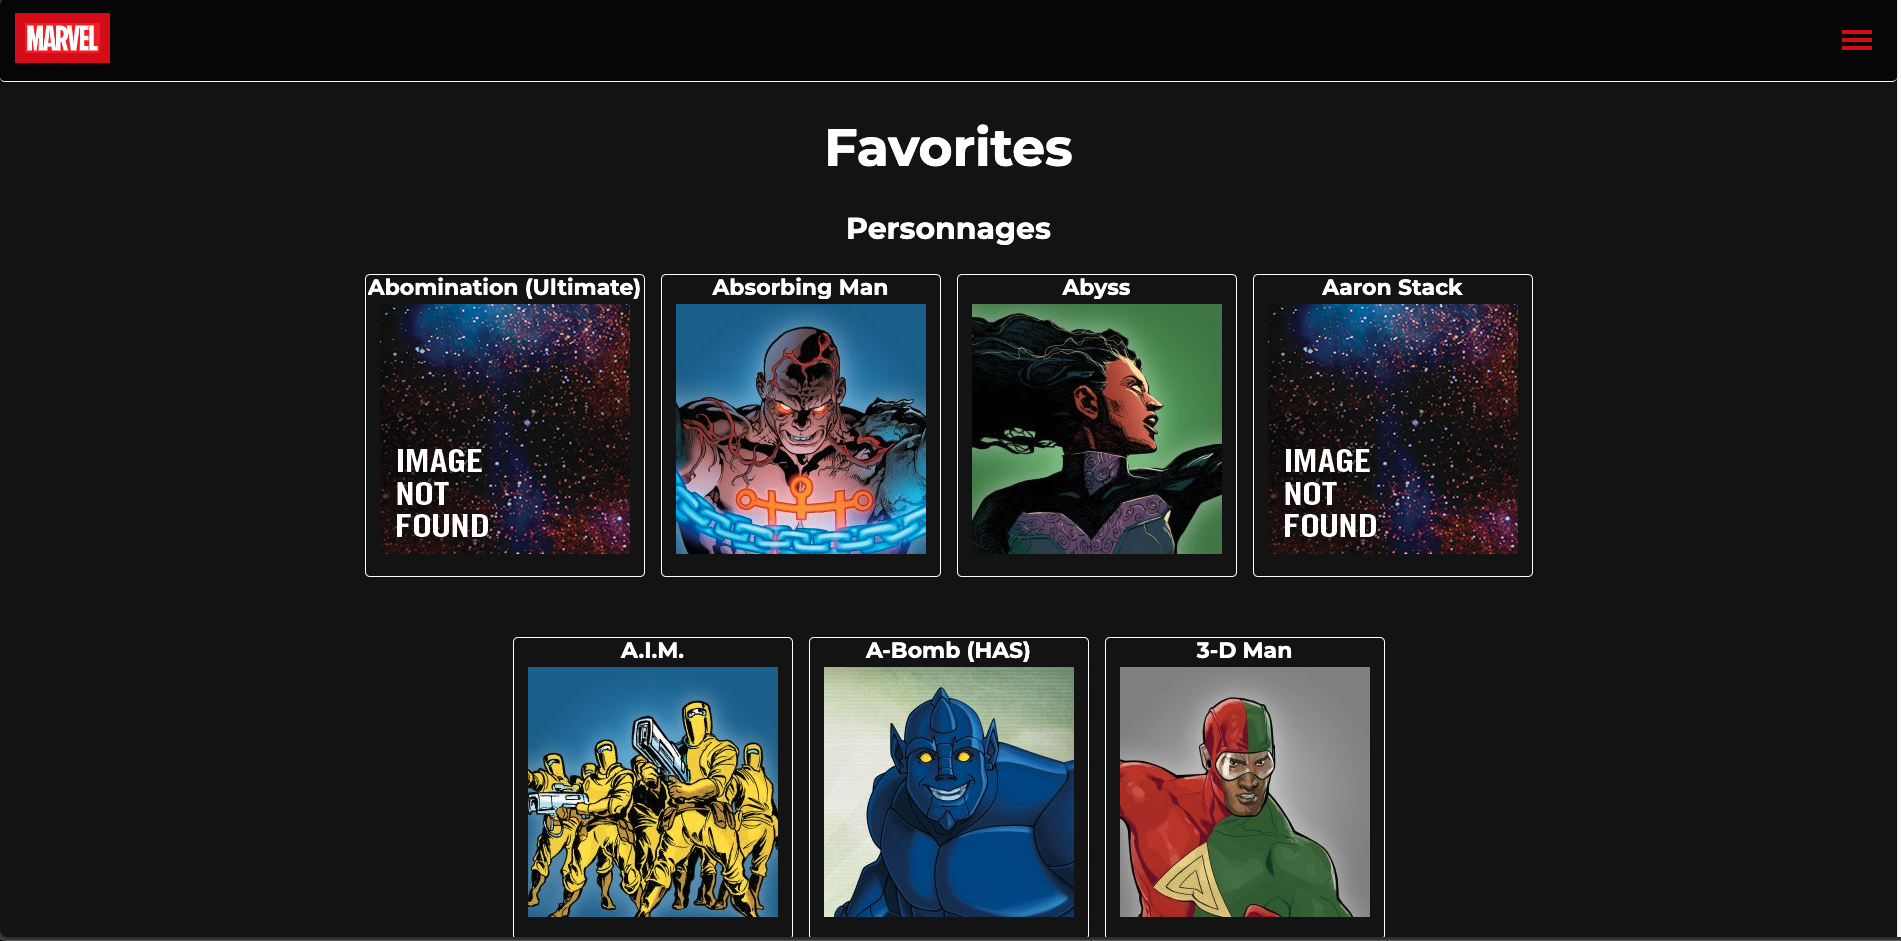 MARVEL
Favorites
Personnages
Abomination (Ultimate)
Absorbing Man
Abyss
Aaron Stack
IMAGE
NOT
FOUND
IMAGE
NOT
FOUND
A.I.M.
A-Bomb (HAS)
3-D Man